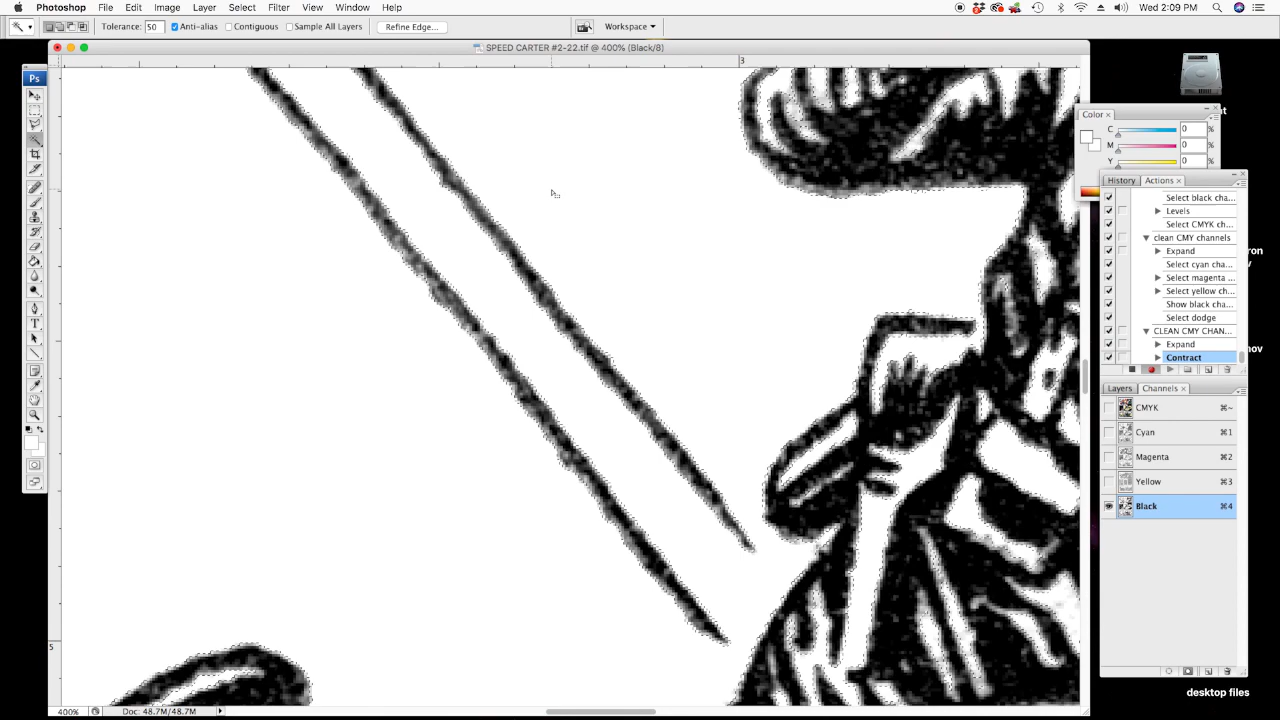 Photoshop File Edit Image Layer Select Filter View Window Help Wed 2:09 PM
Tolerance: 50 Anti-alias Contiguous Sample All Layers Refine Edge... Workspace
SPEED CARTER #2-22.tif @ 400% (Black/8)
3
Ps
Color ×
C 0 %
M 0 %
Y 0 %
History Actions ×
Select black cha...
Levels
Select CMYK ch...
clean CMY channels
Expand
Select cyan cha...
Select magenta ...
Select yellow ch...
Show black cha...
Select dodge
CLEAN CMY CHAN...
Expand
Contract
Layers Channels ×
CMYK ⌘~
Cyan ⌘1
Magenta ⌘2
Yellow ⌘3
Black ⌘4
5
400% Doc: 48.7M/48.7M
desktop files